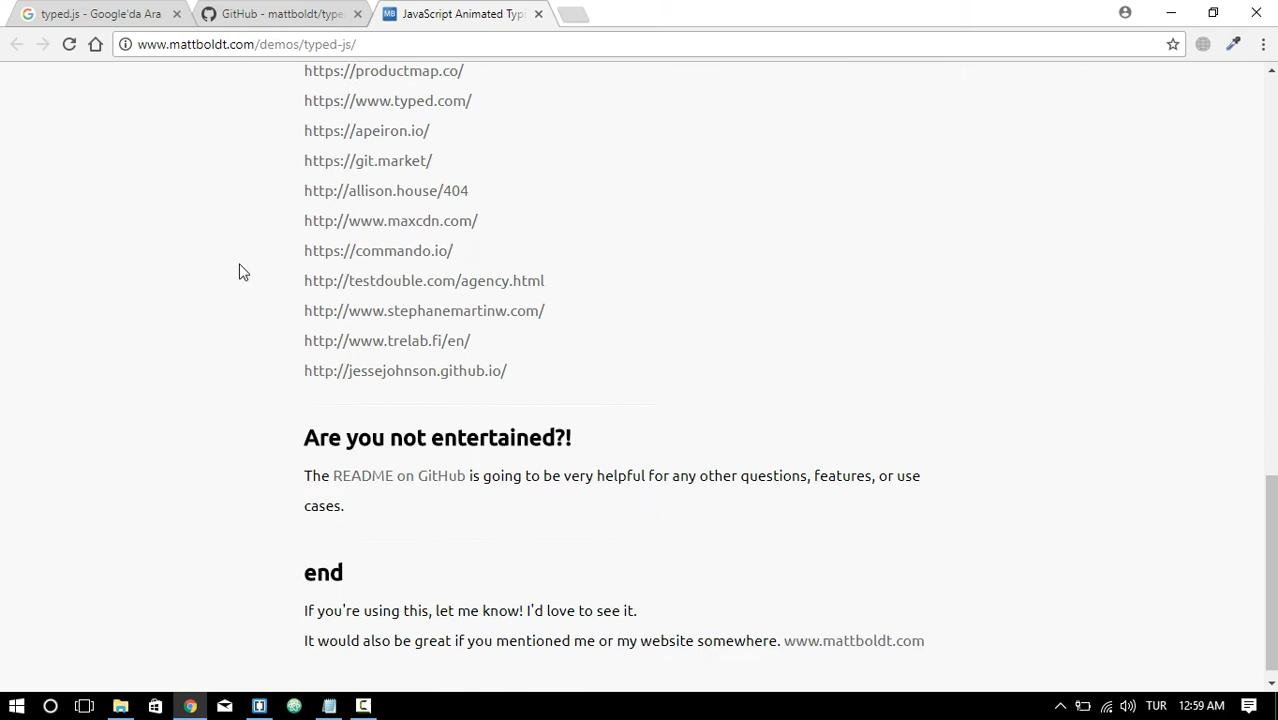 typed.js - Google'da Ara
GitHub - mattboldt/type
MB JavaScript Animated Typ
www.mattboldt.com/demos/typed-js/
https://productmap.co/
https://www.typed.com/
https://apeiron.io/
https://git.market/
http://allison.house/404
http://www.maxcdn.com/
https://commando.io/
http://testdouble.com/agency.html
http://www.stephanemartinw.com/
http://www.trelab.fi/en/
http://jessejohnson.github.io/
Are you not entertained?!
The README on GitHub is going to be very helpful for any other questions, features, or use
cases.
end
If you're using this, let me know! I'd love to see it.
It would also be great if you mentioned me or my website somewhere. www.mattboldt.com
TUR 12:59 AM